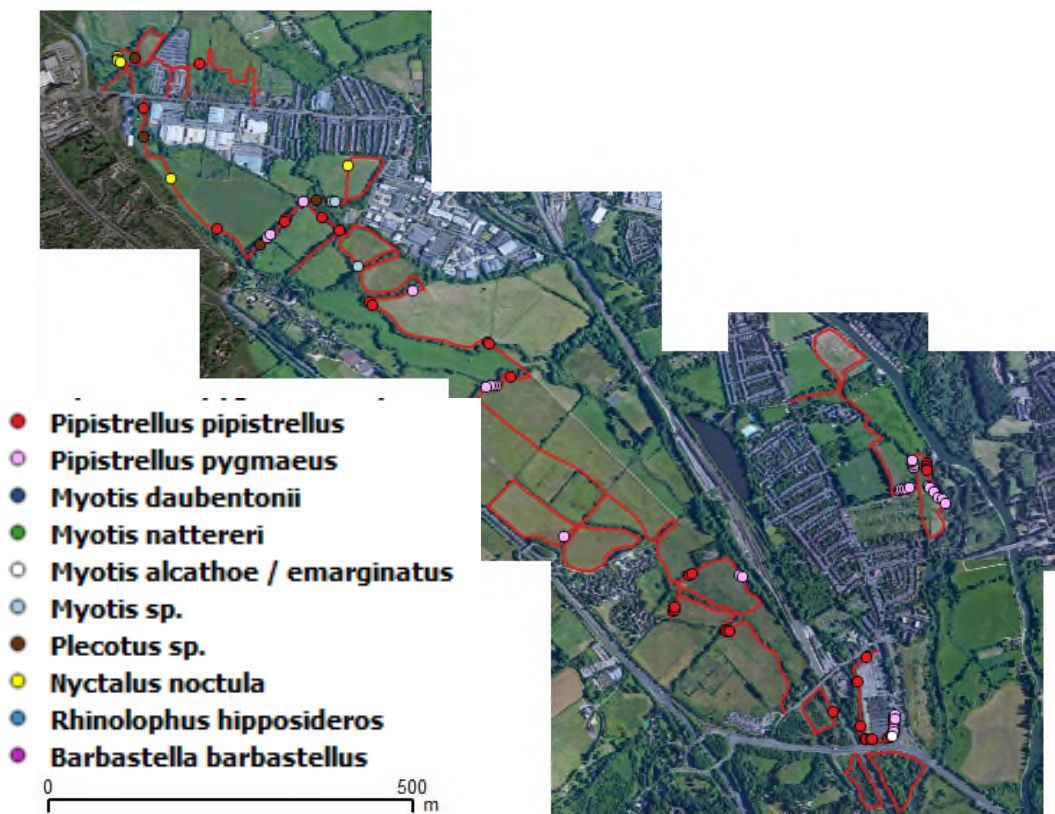 Pipistrellus pipistrellus
Pipistrellus pygmaeus
Myotis daubentonii
Myotis nattereri
Myotis alcathoe / emarginatus
Myotis sp.
Plecotus sp.
Nyctalus noctula
Rhinolophus hipposideros
Barbastella barbastellus
0 500
m